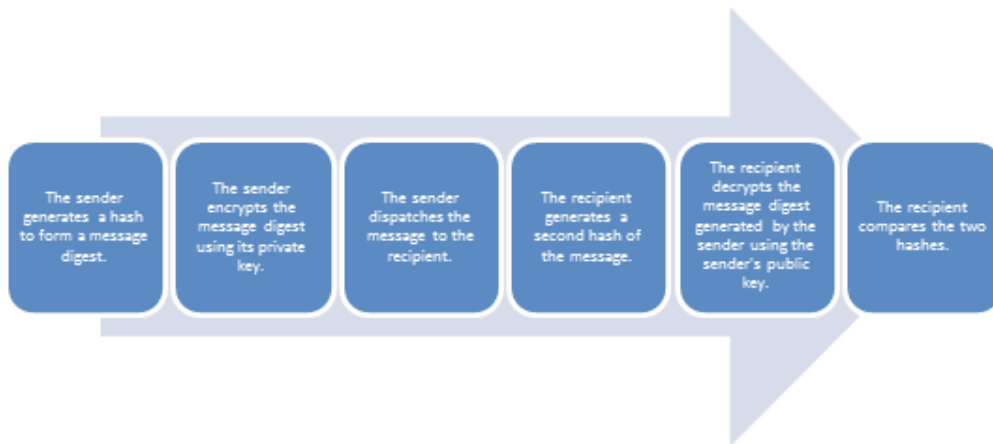 The sender
generates a hash
to form a message
digest.
The sender
encrypts the
message digest
using its private
key.
The sender
dispatches the
message to the
recipient.
The recipient
generates a
second hash of
the message.
The recipient
decrypts the
message digest
generated by the
sender using the
sender's public
key.
The recipient
compares the two
hashes.